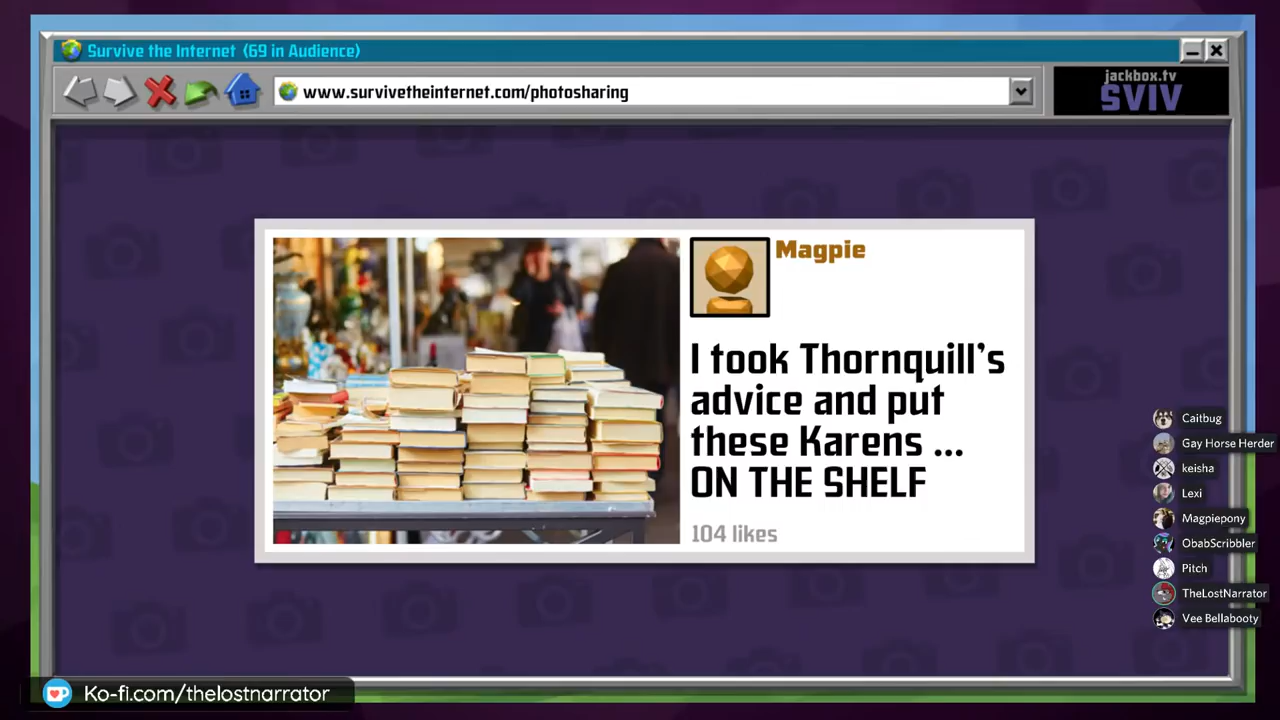 Survive the Internet (69 in Audience)
www.survivetheinternet.com/photosharing
jackbox.tv
SVIV
Magpie
I took Thornquill's
advice and put
these Karens ...
ON THE SHELF
104 likes
Caitbug
Gay Horse Herder
keisha
Lexi
Magpiepony
ObabScribbler
Pitch
TheLostNarrator
Vee Bellabooty
Ko-fi.com/thelostnarrator